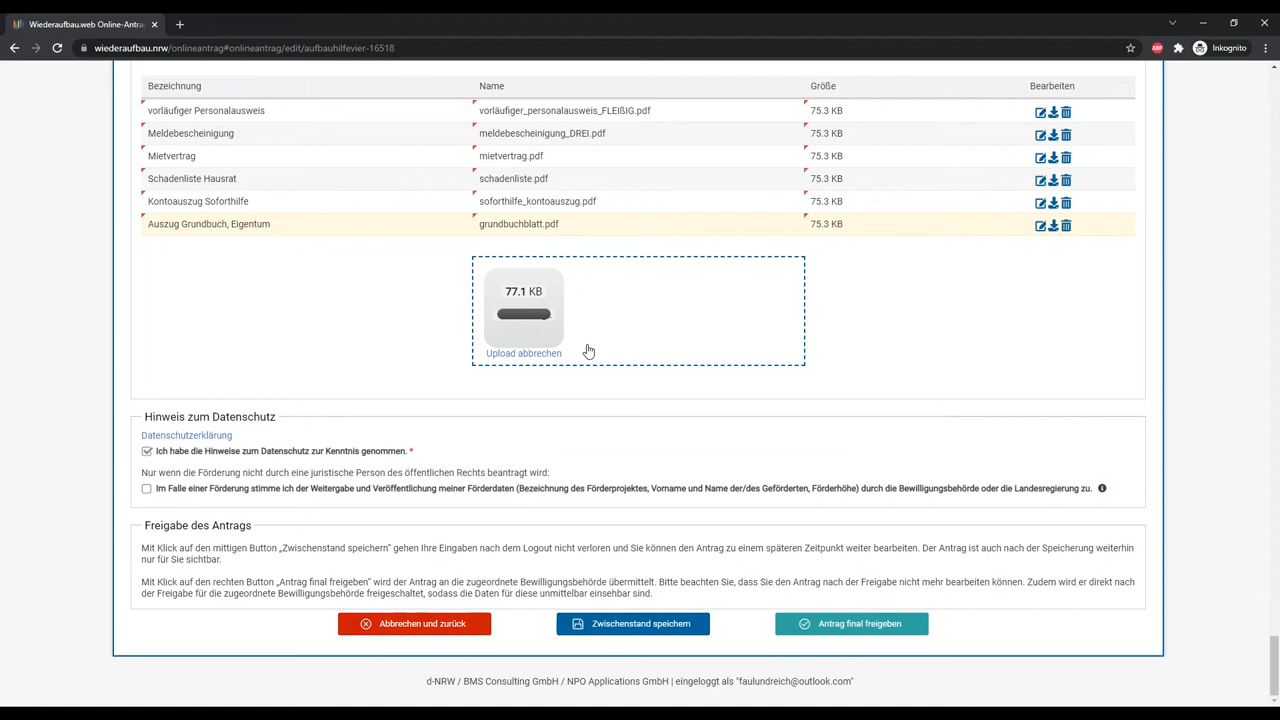 Wiederaufbau.web Online-Antra
wiederaufbau.nrw/onlineantrag#onlineantrag/edit/aufbauhilfevier-16518
ABP
Inkognito
Bezeichnung Name Größe Bearbeiten
vorläufiger Personalausweis vorläufiger_personalausweis_FLEIßIG.pdf 75.3 KB
Meldebescheinigung meldebescheinigung_DREI.pdf 75.3 KB
Mietvertrag mietvertrag.pdf 75.3 KB
Schadenliste Hausrat schadenliste.pdf 75.3 KB
Kontoauszug Soforthilfe soforthilfe_kontoauszug.pdf 75.3 KB
Auszug Grundbuch, Eigentum grundbuchblatt.pdf 75.3 KB
77.1 KB
Upload abbrechen
Hinweis zum Datenschutz
Datenschutzerklärung
Ich habe die Hinweise zum Datenschutz zur Kenntnis genommen. *
Nur wenn die Förderung nicht durch eine juristische Person des öffentlichen Rechts beantragt wird:
Im Falle einer Förderung stimme ich der Weitergabe und Veröffentlichung meiner Förderdaten (Bezeichnung des Förderprojektes, Vorname und Name der/des Geförderten, Förderhöhe) durch die Bewilligungsbehörde oder die Landesregierung zu.
Freigabe des Antrags
Mit Klick auf den mittigen Button „Zwischenstand speichern" gehen Ihre Eingaben nach dem Logout nicht verloren und Sie können den Antrag zu einem späteren Zeitpunkt weiter bearbeiten. Der Antrag ist auch nach der Speicherung weiterhin
nur für Sie sichtbar.
Mit Klick auf den rechten Button „Antrag final freigeben" wird der Antrag an die zugeordnete Bewilligungsbehörde übermittelt. Bitte beachten Sie, dass Sie den Antrag nach der Freigabe nicht mehr bearbeiten können. Zudem wird er direkt nach
der Freigabe für die zugeordnete Bewilligungsbehörde freigeschaltet, sodass die Daten für diese unmittelbar einsehbar sind.
Abbrechen und zurück Zwischenstand speichern Antrag final freigeben
d-NRW / BMS Consulting GmbH / NPO Applications GmbH | eingeloggt als "faulundreich@outlook.com"